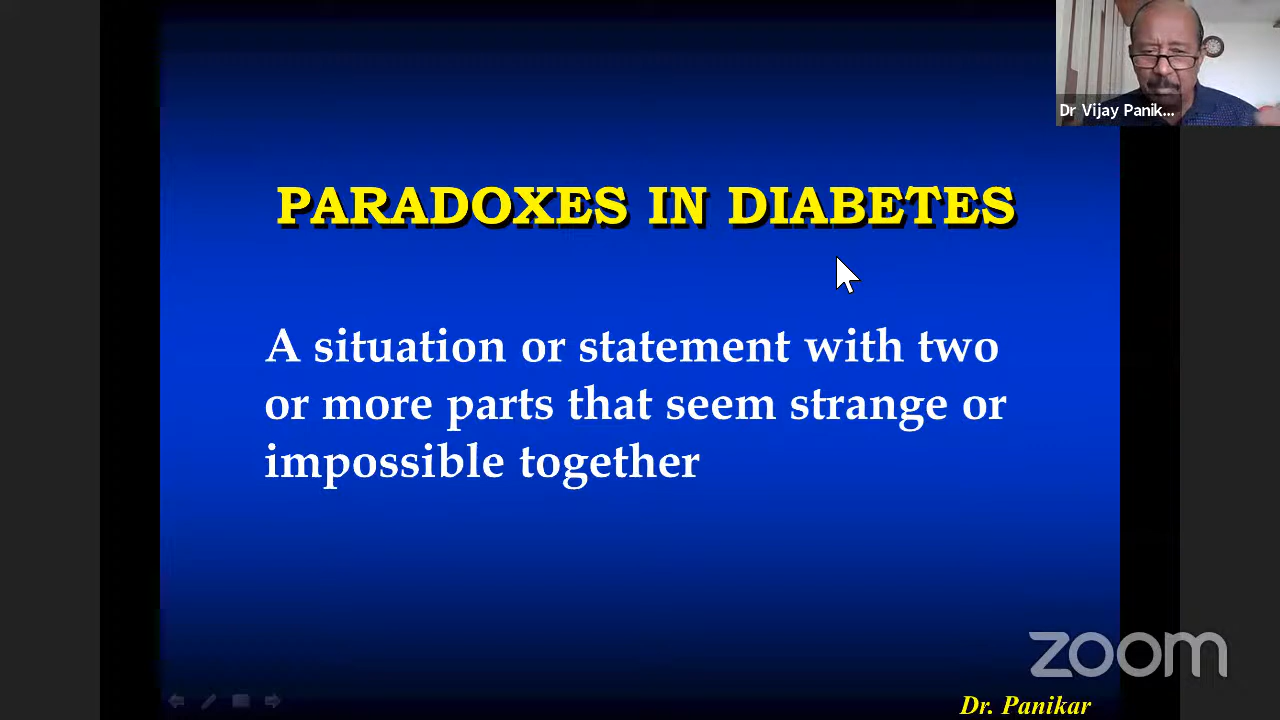 Dr Vijay Panik...
PARADOXES IN DIABETES
A situation or statement with two
or more parts that seem strange or
impossible together
zoom
Dr. Panikar